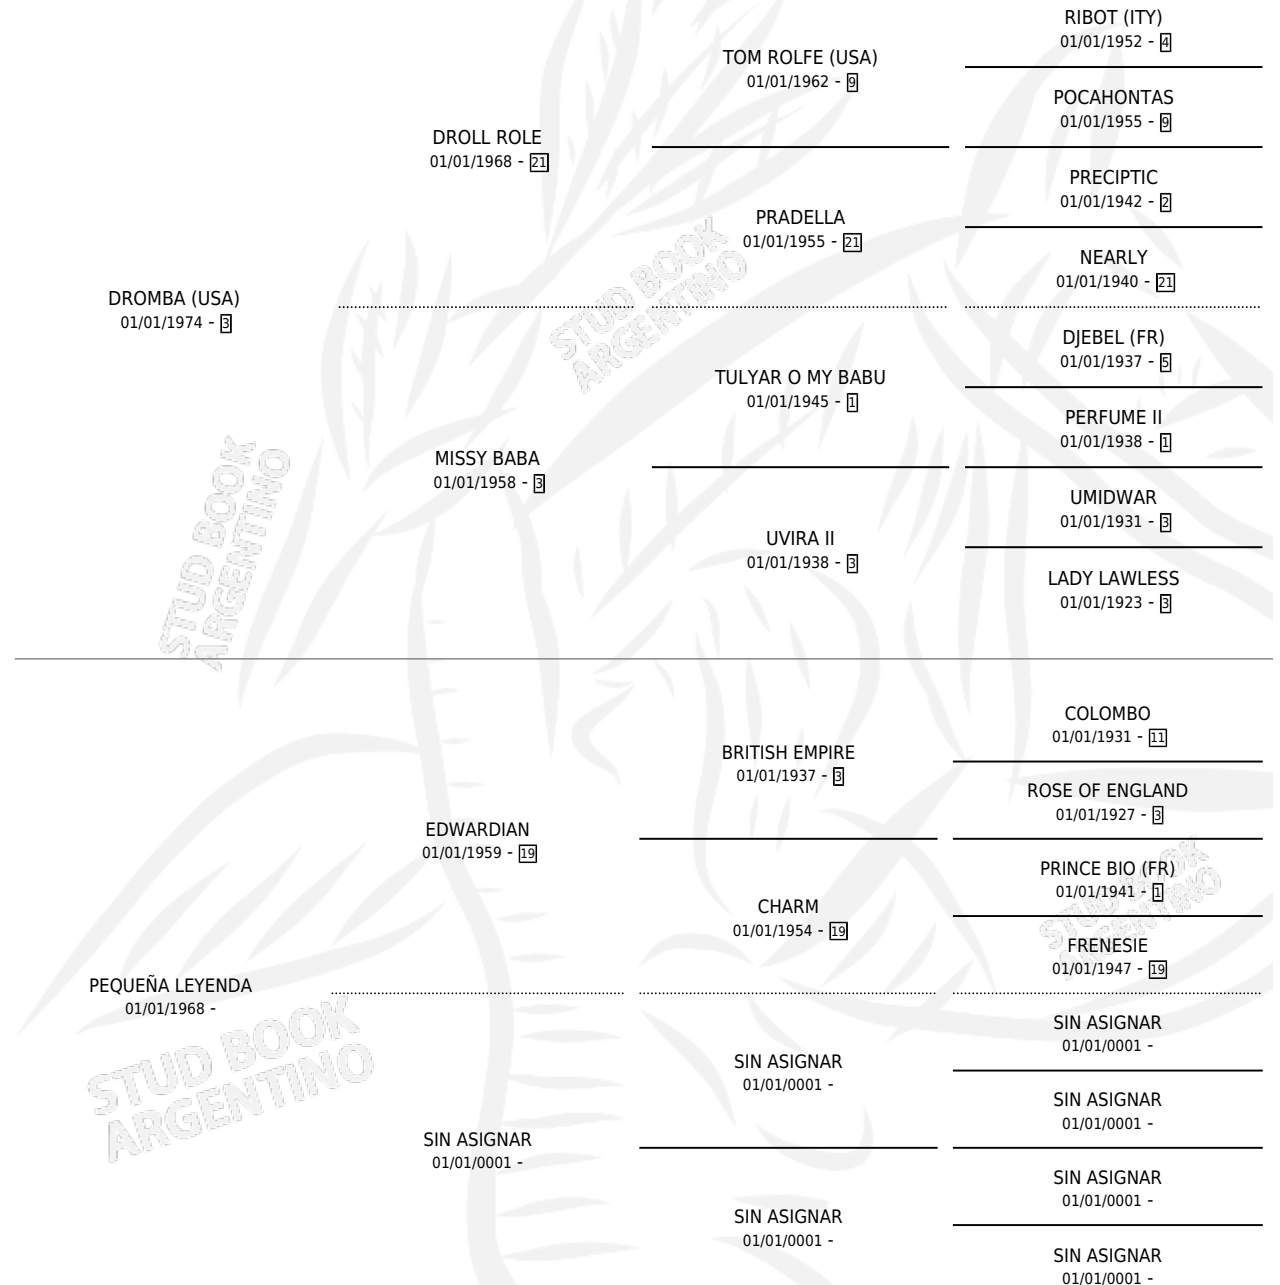 RIBOT (ITY)
01/01/1952 - 4
TOM ROLFE (USA)
01/01/1962 - 9
POCAHONTAS
01/01/1955 - 9
DROLL ROLE
01/01/1968 - 21
PRECIPTIC
01/01/1942 - 2
PRADELLA
01/01/1955 - 21
NEARLY
01/01/1940 - 21
DROMBA (USA)
01/01/1974 - 3
DJEBEL (FR)
01/01/1937 - 5
TULYAR O MY BABU
01/01/1945 - 1
PERFUME II
01/01/1938 - 1
MISSY BABA
01/01/1958 - 3
UMIDWAR
01/01/1931 - 3
UVIRA II
01/01/1938 - 3
LADY LAWLESS
01/01/1923 - 3
COLOMBO
01/01/1931 - 11
BRITISH EMPIRE
01/01/1937 - 3
ROSE OF ENGLAND
01/01/1927 - 3
EDWARDIAN
01/01/1959 - 19
PRINCE BIO (FR)
01/01/1941 - 1
CHARM
01/01/1954 - 19
FRENESIE
01/01/1947 - 19
PEQUEÑA LEYENDA
01/01/1968 -
SIN ASIGNAR
01/01/0001 -
SIN ASIGNAR
01/01/0001 -
SIN ASIGNAR
01/01/0001 -
SIN ASIGNAR
01/01/0001 -
SIN ASIGNAR
01/01/0001 -
SIN ASIGNAR
01/01/0001 -
SIN ASIGNAR
01/01/0001 -
STUD BOOK
ARGENTINO
STUD BOOK
ARGENTINO
STUD BOOK
ARGENTINO
STUD BOOK
ARGENTINO